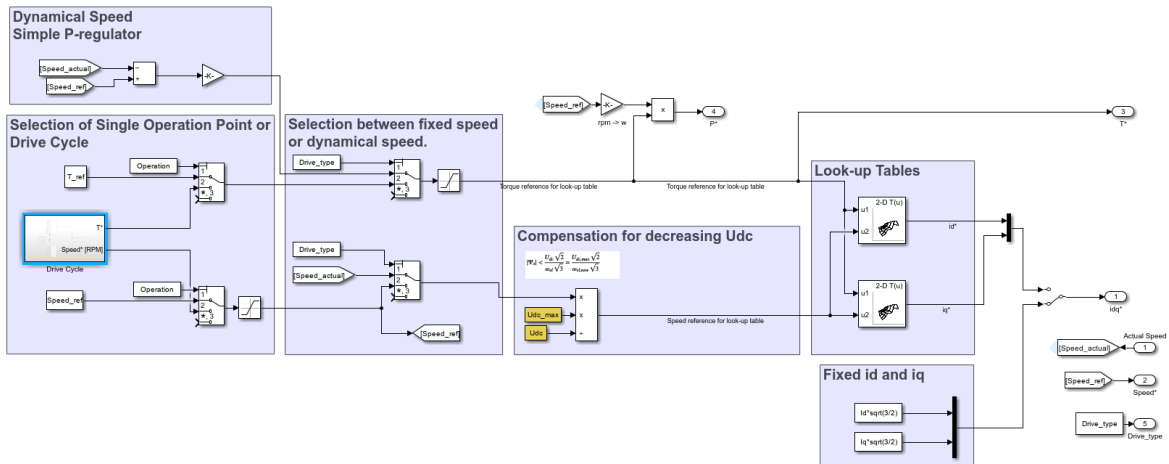 Dynamical Speed
Simple P-regulator
[Speed_actual]
[Speed_ref]
-K-
Selection of Single Operation Point or
Drive Cycle
Operation
T_ref
1
2
*, 3
T*
Speed* [RPM]
Drive Cycle
Operation
Speed_ref
1
2
*, 3
Selection between fixed speed
or dynamical speed.
Drive_type
1
2
*, 3
Drive_type
[Speed_actual]
1
2
*, 3
[Speed_ref]
Torque reference for look-up table
Torque reference for look-up table
[Speed_ref]
-K-
rpm -> w
x
4
P*
3
T*
Compensation for decreasing Udc
Udc_max
Udc
x
x
÷
Speed reference for look-up table
Look-up Tables
2-D T(u)
u1
u2
id*
2-D T(u)
u1
u2
iq*
1
idq*
Actual Speed
[Speed_actual]
1
[Speed_ref]
2
Speed*
Drive_type
5
Drive_type
Fixed id and iq
Id*sqrt(3/2)
Iq*sqrt(3/2)